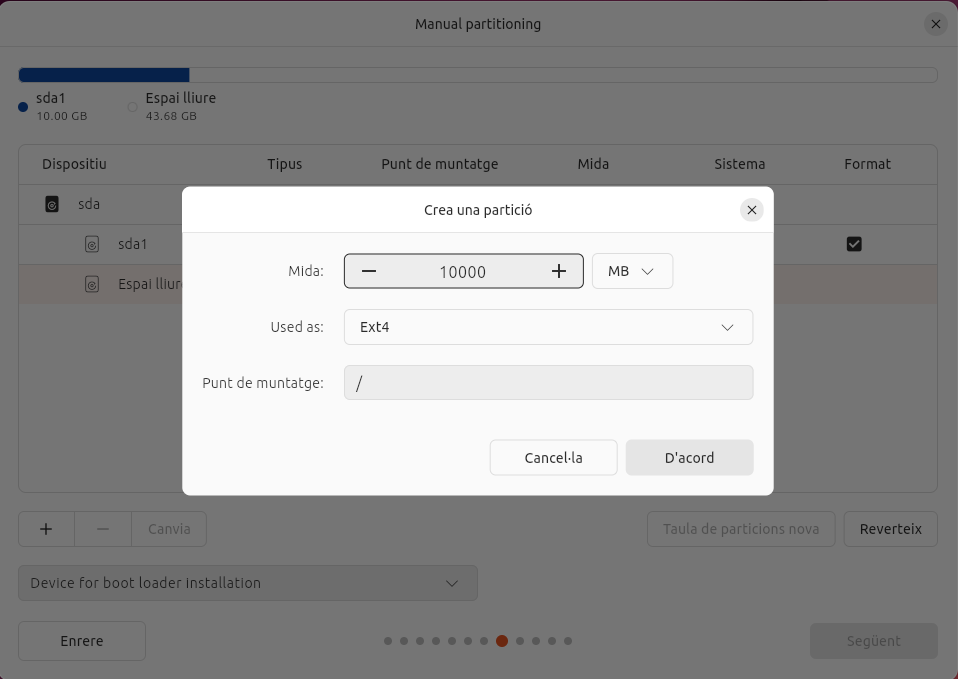 Manual partitioning
sda1
10.00 GB
Espai lliure
43.68 GB
Dispositiu Tipus Punt de muntatge Mida Sistema Format
sda
sda1
Espai lliure
Crea una partició
Mida: 10000 MB
Used as: Ext4
Punt de muntatge: /
Cancel·la D'acord
Canvia Taula de particions nova Reverteix
Device for boot loader installation
Enrere Següent